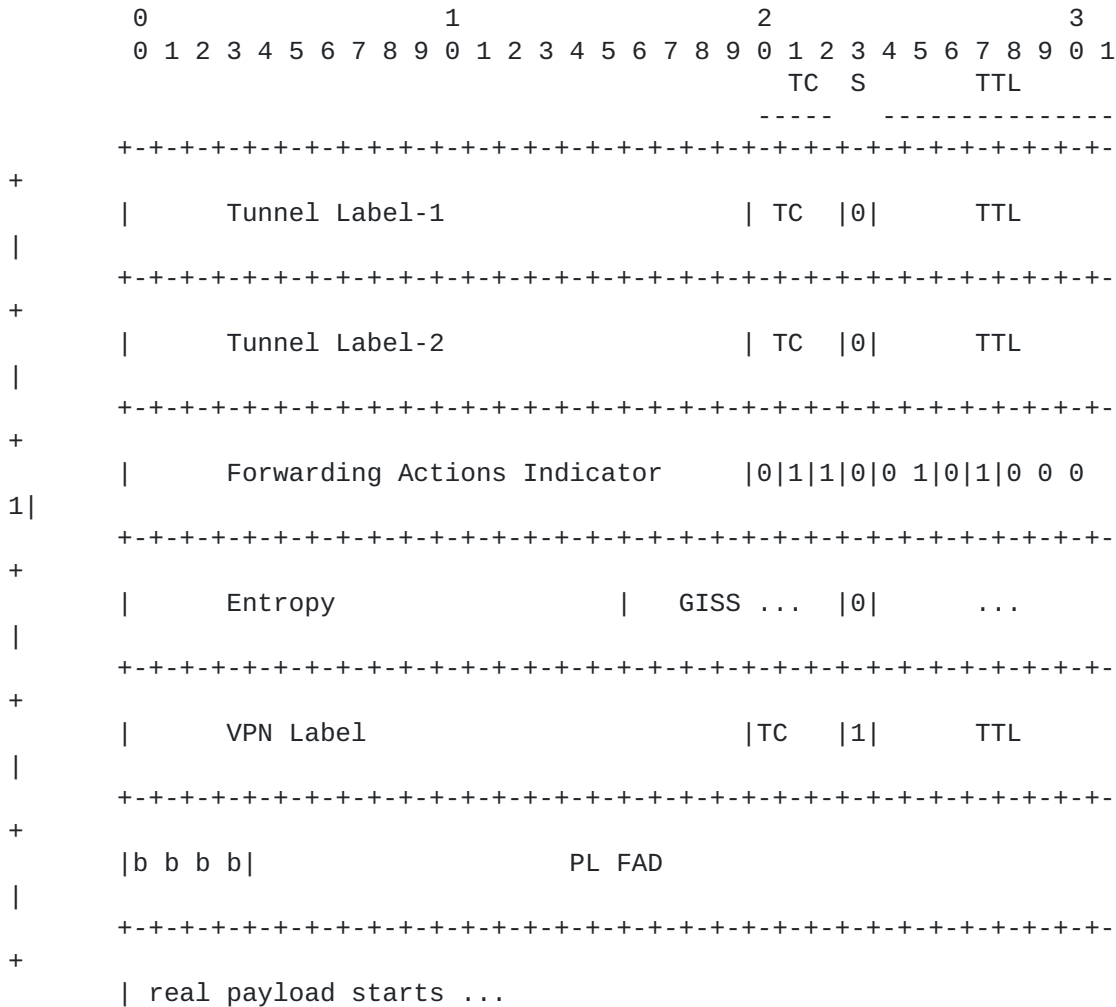 0                   1                   2                   3
 0 1 2 3 4 5 6 7 8 9 0 1 2 3 4 5 6 7 8 9 0 1 2 3 4 5 6 7 8 9 0 1
                                          TC  S       TTL
                                        -----   ---------------
+-+-+-+-+-+-+-+-+-+-+-+-+-+-+-+-+-+-+-+-+-+-+-+-+-+-+-+-+-+-+-+-
+
|      Tunnel Label-1                   | TC  |0|      TTL
|
+-+-+-+-+-+-+-+-+-+-+-+-+-+-+-+-+-+-+-+-+-+-+-+-+-+-+-+-+-+-+-+-
+
|      Tunnel Label-2                   | TC  |0|      TTL
|
+-+-+-+-+-+-+-+-+-+-+-+-+-+-+-+-+-+-+-+-+-+-+-+-+-+-+-+-+-+-+-+-
+
|      Forwarding Actions Indicator     |0|1|1|0|0 1|0|1|0 0 0
1|
+-+-+-+-+-+-+-+-+-+-+-+-+-+-+-+-+-+-+-+-+-+-+-+-+-+-+-+-+-+-+-+-
+
|      Entropy                  |   GISS ...  |0|      ...
|
+-+-+-+-+-+-+-+-+-+-+-+-+-+-+-+-+-+-+-+-+-+-+-+-+-+-+-+-+-+-+-+-
+
|      VPN Label                        |TC   |1|      TTL
|
+-+-+-+-+-+-+-+-+-+-+-+-+-+-+-+-+-+-+-+-+-+-+-+-+-+-+-+-+-+-+-+-
+
|b b b b|                    PL FAD
|
+-+-+-+-+-+-+-+-+-+-+-+-+-+-+-+-+-+-+-+-+-+-+-+-+-+-+-+-+-+-+-+-
+
| real payload starts ...